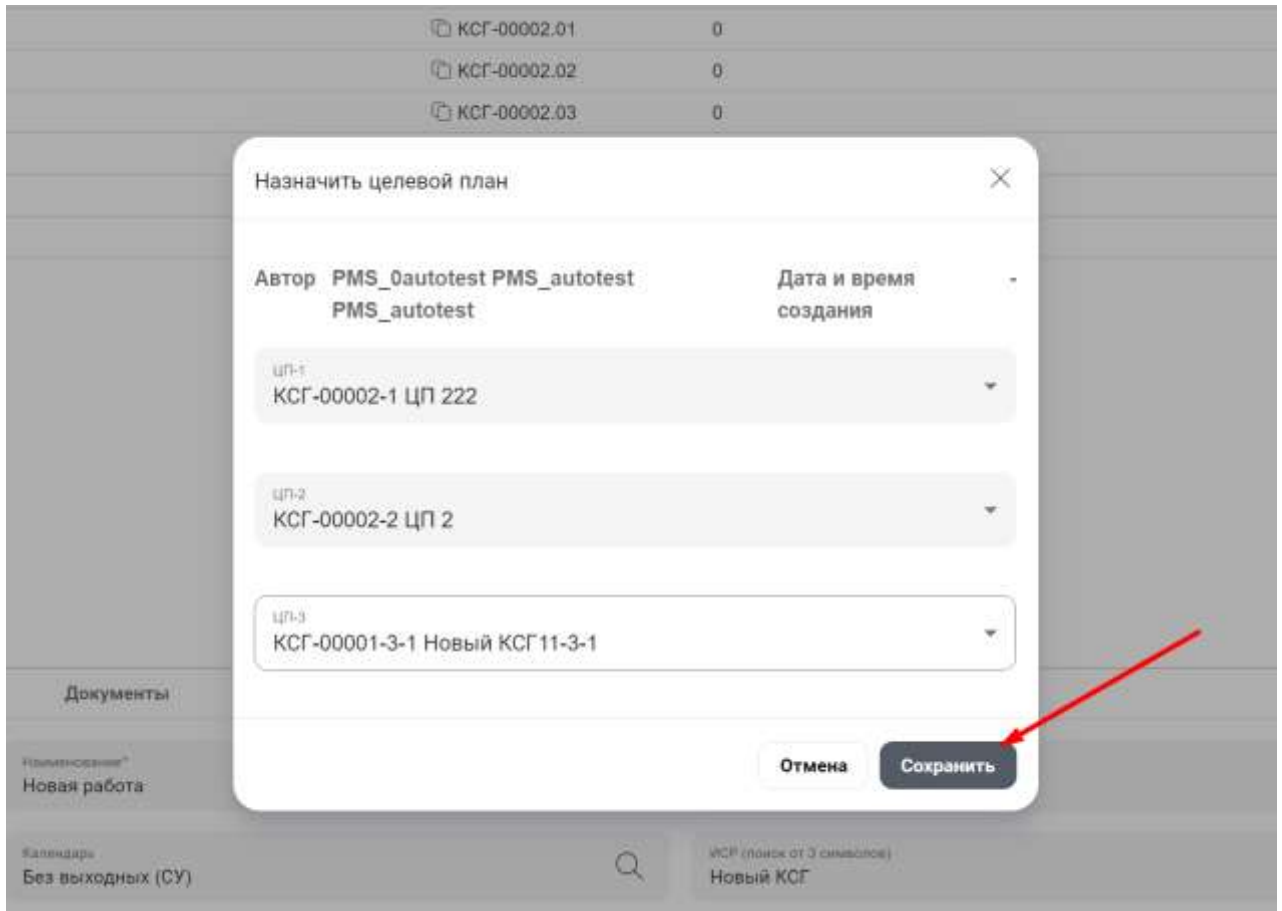 КСГ-00002.01 0
КСГ-00002.02 0
КСГ-00002.03 0
Назначить целевой план
Автор PMS_0autotest PMS_autotest Дата и время -
PMS_autotest создания
ЦП-1
КСГ-00002-1 ЦП 222
ЦП-2
КСГ-00002-2 ЦП 2
ЦП-3
КСГ-00001-3-1 Новый КСГ11-3-1
Документы
Отмена Сохранить
Наименование*
Новая работа
Календарь ИСР (поиск от 3 символов)
Без выходных (СУ) Новый КСГ